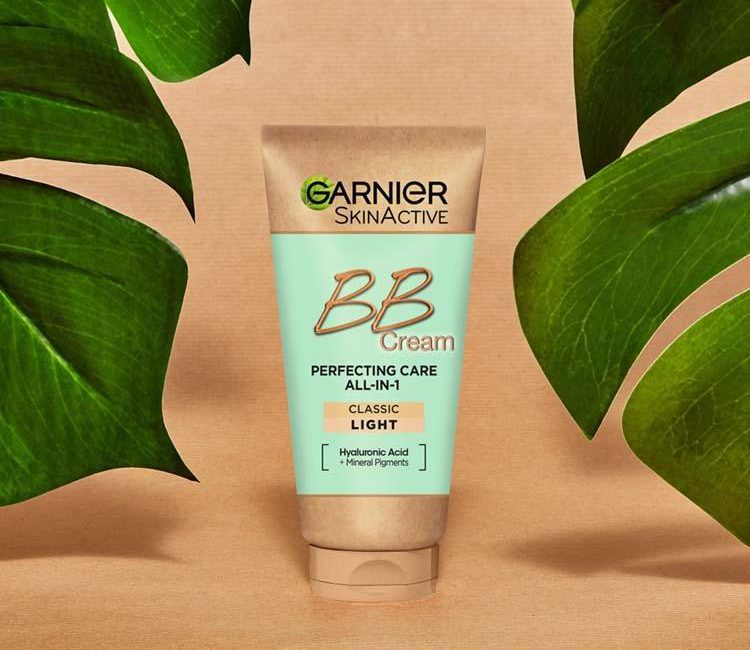 GARNIER
SKINACTIVE
BB
Cream
PERFECTING CARE
ALL-IN-1
CLASSIC
LIGHT
Hyaluronic Acid
+ Mineral Pigments